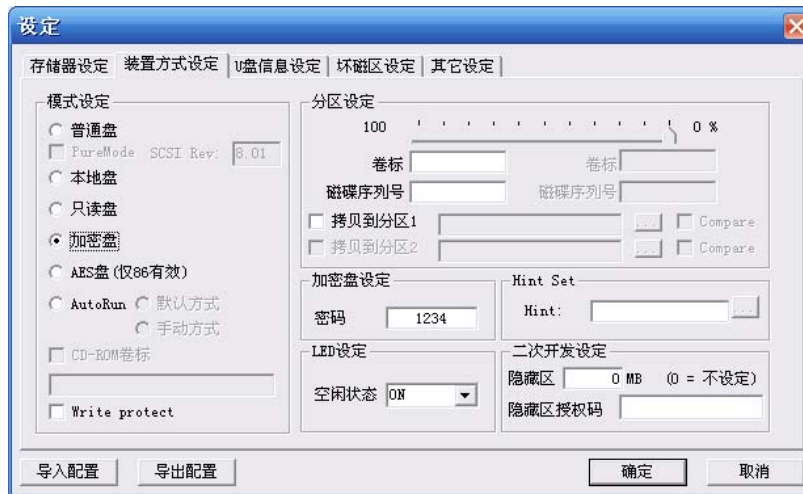 设定
存储器设定 装置方式设定 U盘信息设定 坏磁区设定 其它设定
模式设定
普通盘
PureMode SCSI Rev: 8.01
本地盘
只读盘
加密盘
AES盘(仅86有效)
AutoRun 默认方式
手动方式
CD-ROM卷标
Write protect
分区设定
100 0 %
卷标 卷标
磁碟序列号 磁碟序列号
拷贝到分区1 ... Compare
拷贝到分区2 ... Compare
加密盘设定
密码 1234
Hint Set
Hint: ...
LED设定
空闲状态 ON
二次开发设定
隐藏区 0 MB (0 = 不设定)
隐藏区授权码
导入配置 导出配置 确定 取消